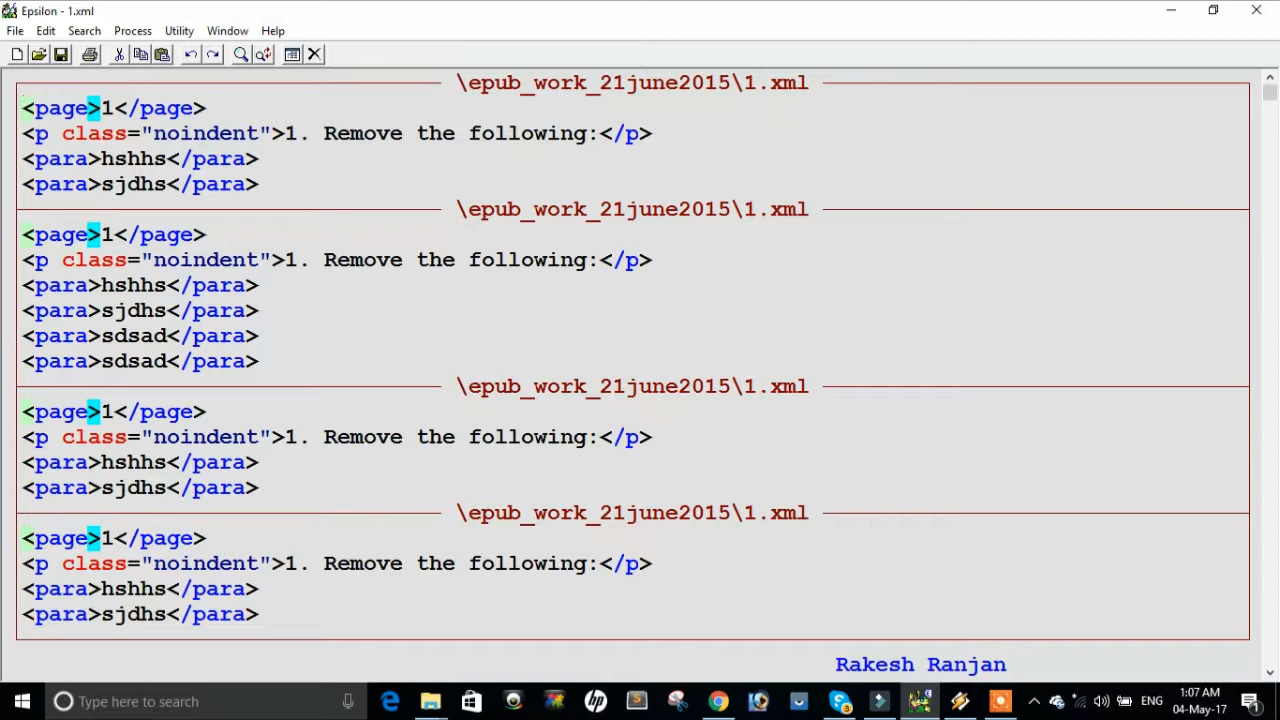 Epsilon - 1.xml
File Edit Search Process Utility Window Help
\epub_work_21june2015\1.xml
<page>1</page>
<p class="noindent">1. Remove the following:</p>
<para>hshhs</para>
<para>sjdhs</para>
\epub_work_21june2015\1.xml
<page>1</page>
<p class="noindent">1. Remove the following:</p>
<para>hshhs</para>
<para>sjdhs</para>
<para>sdsad</para>
<para>sdsad</para>
\epub_work_21june2015\1.xml
<page>1</page>
<p class="noindent">1. Remove the following:</p>
<para>hshhs</para>
<para>sjdhs</para>
\epub_work_21june2015\1.xml
<page>1</page>
<p class="noindent">1. Remove the following:</p>
<para>hshhs</para>
<para>sjdhs</para>
Rakesh Ranjan
Type here to search
ENG
1:07 AM
04-May-17